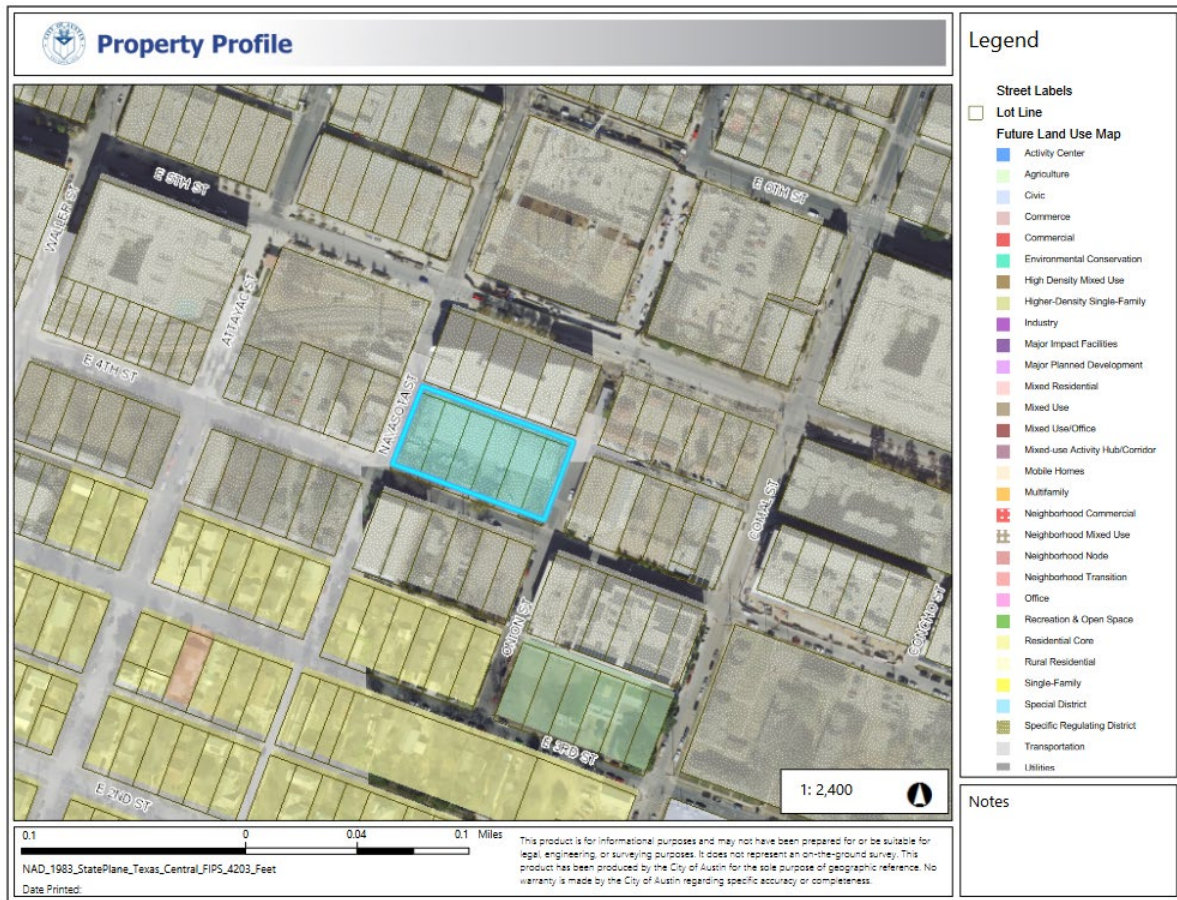 Property Profile
Legend
Street Labels
Lot Line
Future Land Use Map
Activity Center
Agriculture
Civic
Commerce
Commercial
Environmental Conservation
High Density Mixed Use
Higher-Density Single-Family
Industry
Major Impact Facilities
Major Planned Development
Mixed Residential
Mixed Use
Mixed Use/Office
Mixed-use Activity Hub/Corridor
Mobile Homes
Multifamily
Neighborhood Commercial
Neighborhood Mixed Use
Neighborhood Node
Neighborhood Transition
Office
Recreation & Open Space
Residential Core
Rural Residential
Single-Family
Special District
Specific Regulating District
Transportation
Utilities
Notes
E 5TH ST
E 6TH ST
WALLER ST
ATTAYAC ST
E 4TH ST
NAVASOTA ST
COMAL ST
ONION ST
CONCHO ST
E 3RD ST
E 2ND ST
1: 2,400
0.1 0 0.04 0.1 Miles
NAD_1983_StatePlane_Texas_Central_FIPS_4203_Feet
Date Printed:
This product is for informational purposes and may not have been prepared for or be suitable for
legal, engineering, or surveying purposes. It does not represent an on-the-ground survey. This
product has been produced by the City of Austin for the sole purpose of geographic reference. No
warranty is made by the City of Austin regarding specific accuracy or completeness.